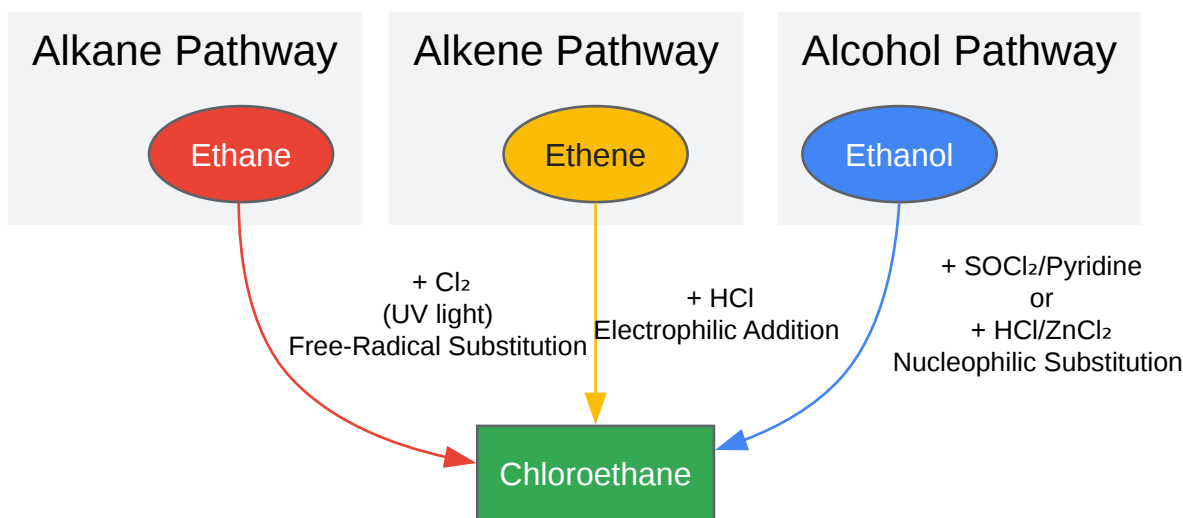 Alkane Pathway
Alkene Pathway
Alcohol Pathway
Ethane
Ethene
Ethanol
+ Cl₂
(UV light)
Free-Radical Substitution
+ HCl
Electrophilic Addition
+ SOCl₂/Pyridine
or
+ HCl/ZnCl₂
Nucleophilic Substitution
Chloroethane